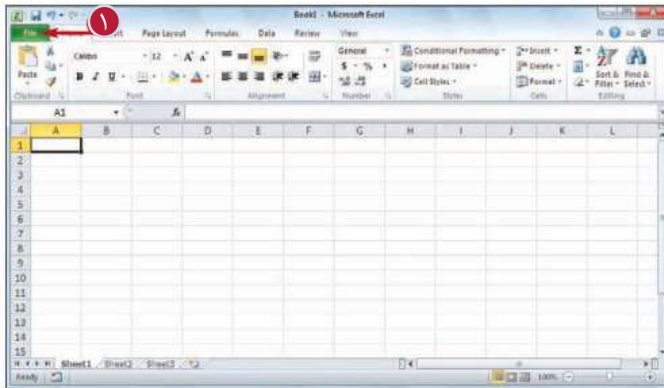 Book1 - Microsoft Excel
File
Page Layout
Formulas
Data
Review
View
١
Calibri
12
A A
General
Conditional Formatting
Insert
Σ
Paste
B I U
$ - %
Format as Table
Delete
Sort & Find &
Cell Styles
Format
Filter Select
Clipboard
Font
Alignment
Number
Styles
Cells
Editing
A1
fx
A B C D E F G H I J K L
1
2
3
4
5
6
7
8
9
10
11
12
13
14
15
Sheet1 Sheet2 Sheet3
Ready
100%